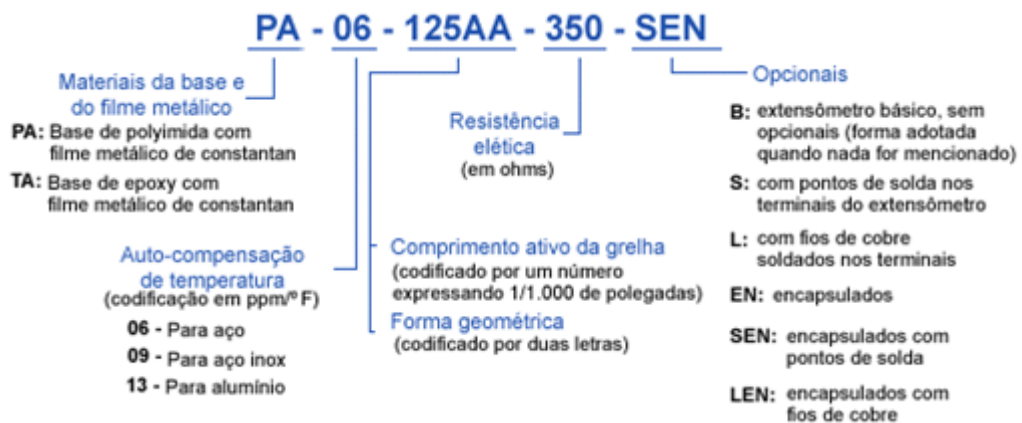 PA - 06 - 125AA - 350 - SEN
Materiais da base e
do filme metálico
PA: Base de polyimida com
filme metálico de constantan
TA: Base de epoxy com
filme metálico de constantan
Auto-compensação
de temperatura
(codificação em ppm/º F)
06 - Para aço
09 - Para aço inox
13 - Para alumínio
Resistência
elética
(em ohms)
Comprimento ativo da grelha
(codificado por um número
expressando 1/1.000 de polegadas)
Forma geométrica
(codificado por duas letras)
Opcionais
B: extensômetro básico, sem
opcionais (forma adotada
quando nada for mencionado)
S: com pontos de solda nos
terminais do extensômetro
L: com fios de cobre
soldados nos terminais
EN: encapsulados
SEN: encapsulados com
pontos de solda
LEN: encapsulados com
fios de cobre